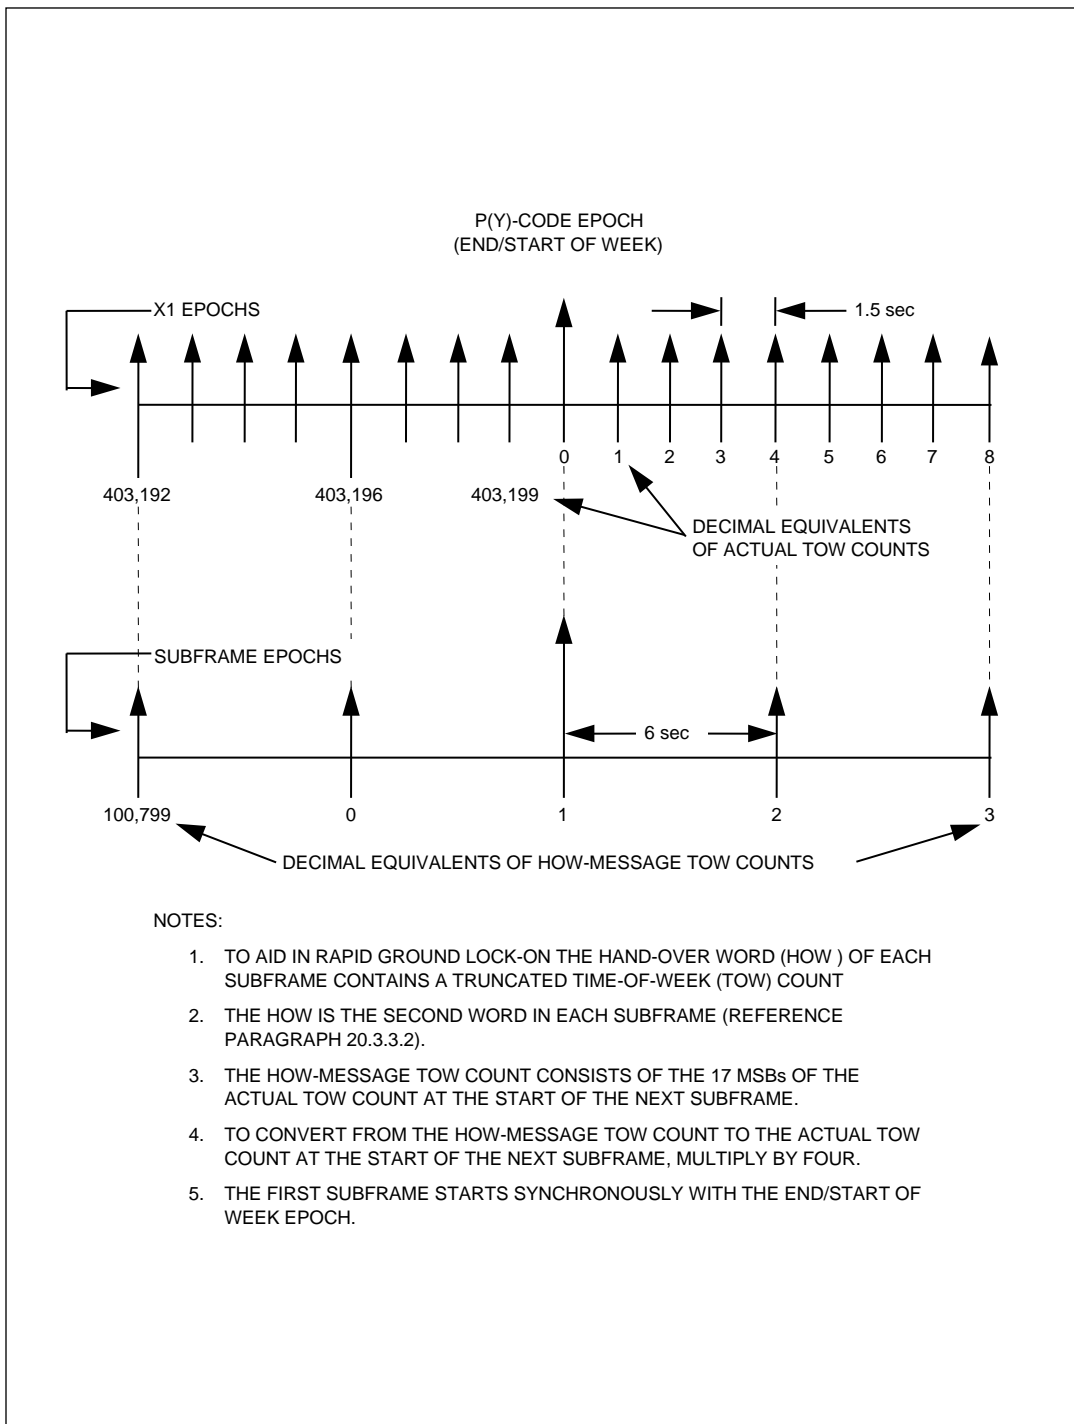 P(Y)-CODE EPOCH
(END/START OF WEEK)
X1 EPOCHS
1.5 sec
0 1 2 3 4 5 6 7 8
403,192 403,196 403,199
DECIMAL EQUIVALENTS
OF ACTUAL TOW COUNTS
SUBFRAME EPOCHS
6 sec
100,799 0 1 2 3
DECIMAL EQUIVALENTS OF HOW-MESSAGE TOW COUNTS
NOTES:
1. TO AID IN RAPID GROUND LOCK-ON THE HAND-OVER WORD (HOW ) OF EACH
SUBFRAME CONTAINS A TRUNCATED TIME-OF-WEEK (TOW) COUNT
2. THE HOW IS THE SECOND WORD IN EACH SUBFRAME (REFERENCE
PARAGRAPH 20.3.3.2).
3. THE HOW-MESSAGE TOW COUNT CONSISTS OF THE 17 MSBs OF THE
ACTUAL TOW COUNT AT THE START OF THE NEXT SUBFRAME.
4. TO CONVERT FROM THE HOW-MESSAGE TOW COUNT TO THE ACTUAL TOW
COUNT AT THE START OF THE NEXT SUBFRAME, MULTIPLY BY FOUR.
5. THE FIRST SUBFRAME STARTS SYNCHRONOUSLY WITH THE END/START OF
WEEK EPOCH.